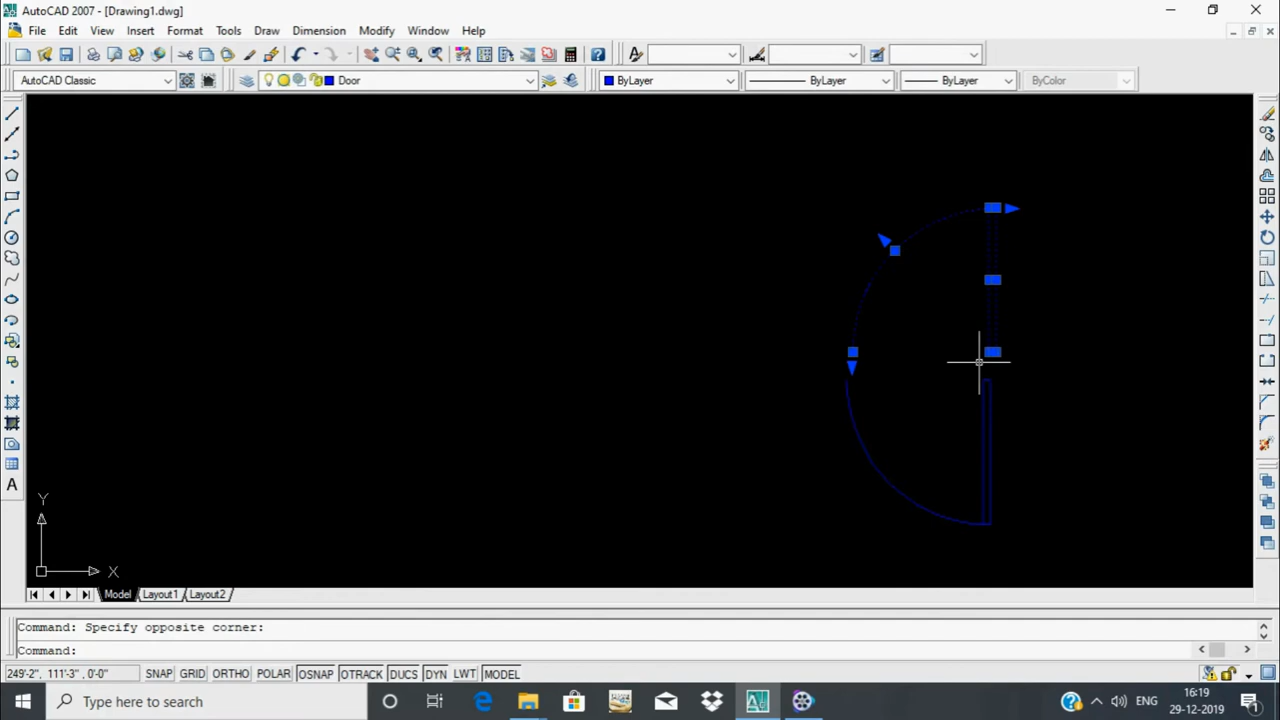 AutoCAD 2007 - [Drawing1.dwg]
File Edit View Insert Format Tools Draw Dimension Modify Window Help
AutoCAD Classic Door ByLayer ByLayer ByLayer ByColor
Y
X
Model Layout1 Layout2
Command: Specify opposite corner:
Command:
249'-2", 111'-3", 0'-0" SNAP GRID ORTHO POLAR OSNAP OTRACK DUCS DYN LWT MODEL
Type here to search
ENG
16:19
29-12-2019